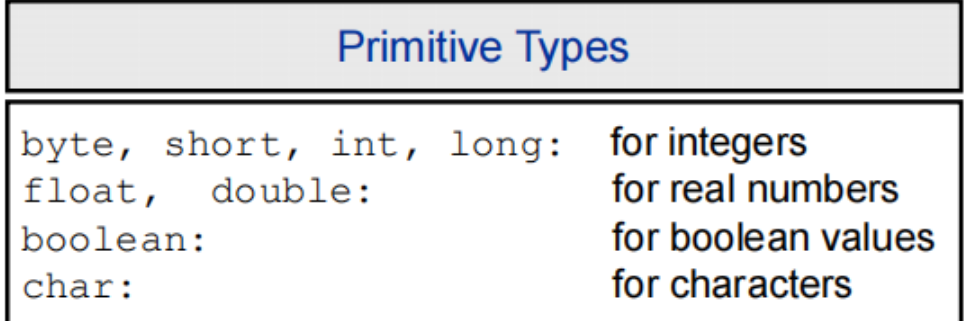 Primitive Types
byte, short, int, long: for integers
float, double: for real numbers
boolean: for boolean values
char: for characters